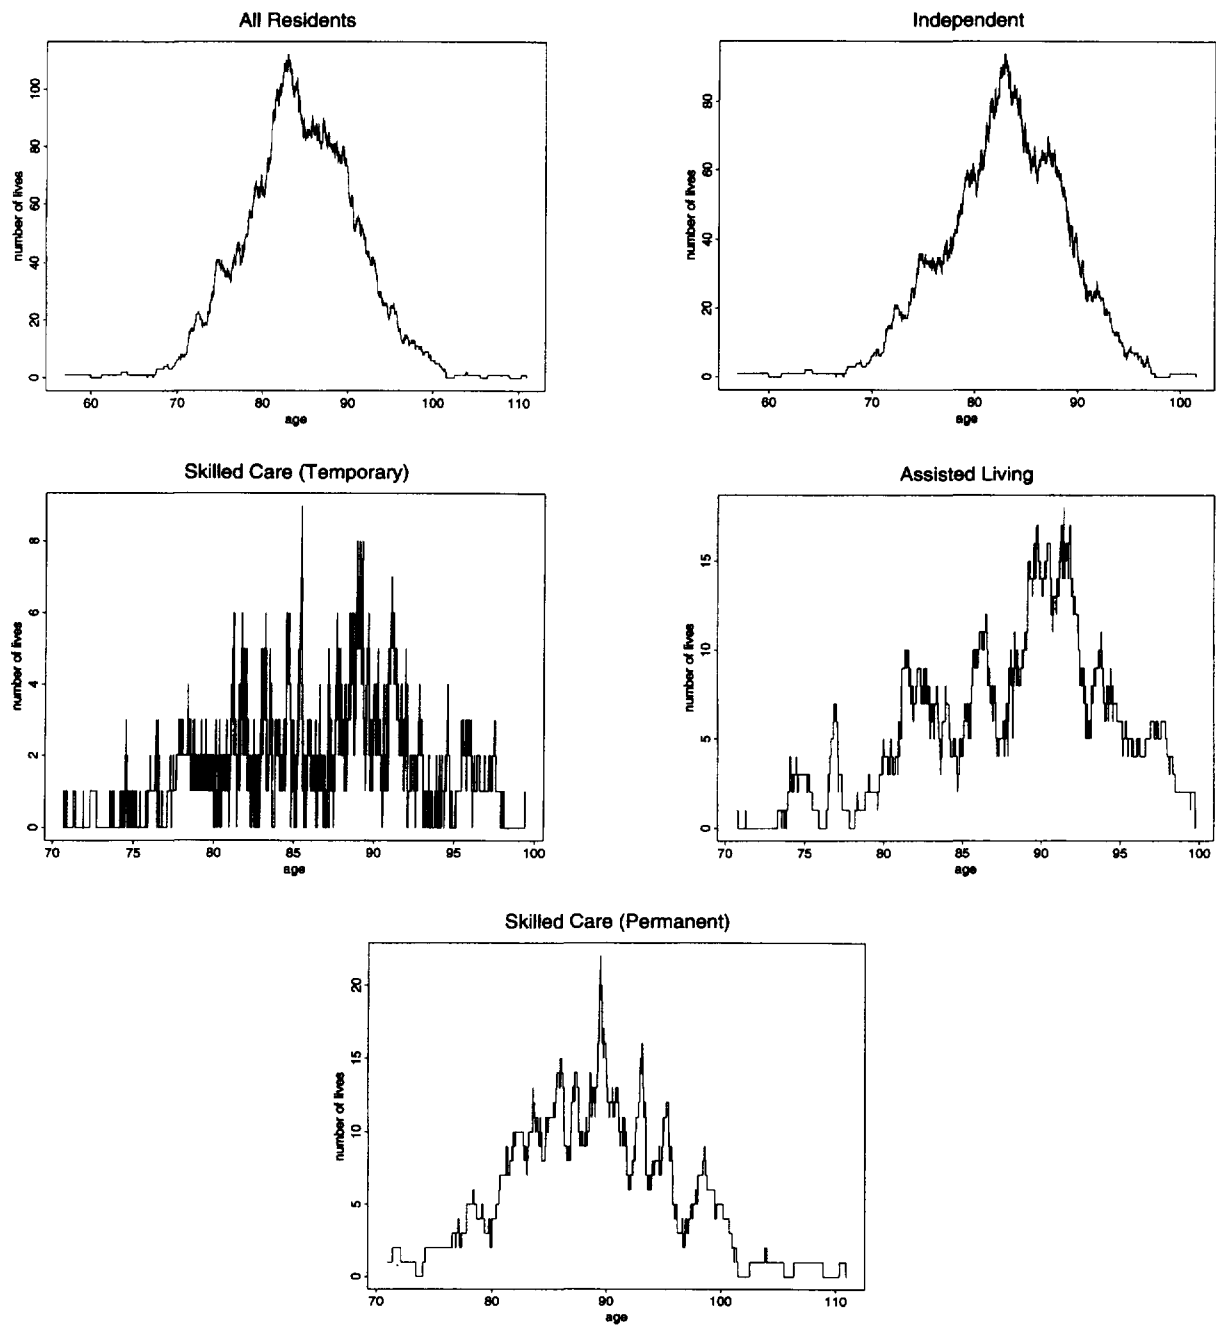 All Residents
number of lives
0 20 40 60 80 100
60 70 80 90 100 110
age
Independent
number of lives
0 20 40 60 80
60 70 80 90 100
age
Skilled Care (Temporary)
number of lives
0 2 4 6 8
70 75 80 85 90 95 100
age
Assisted Living
number of lives
0 5 10 15
70 75 80 85 90 95 100
age
Skilled Care (Permanent)
number of lives
0 5 10 15 20
70 80 90 100 110
age